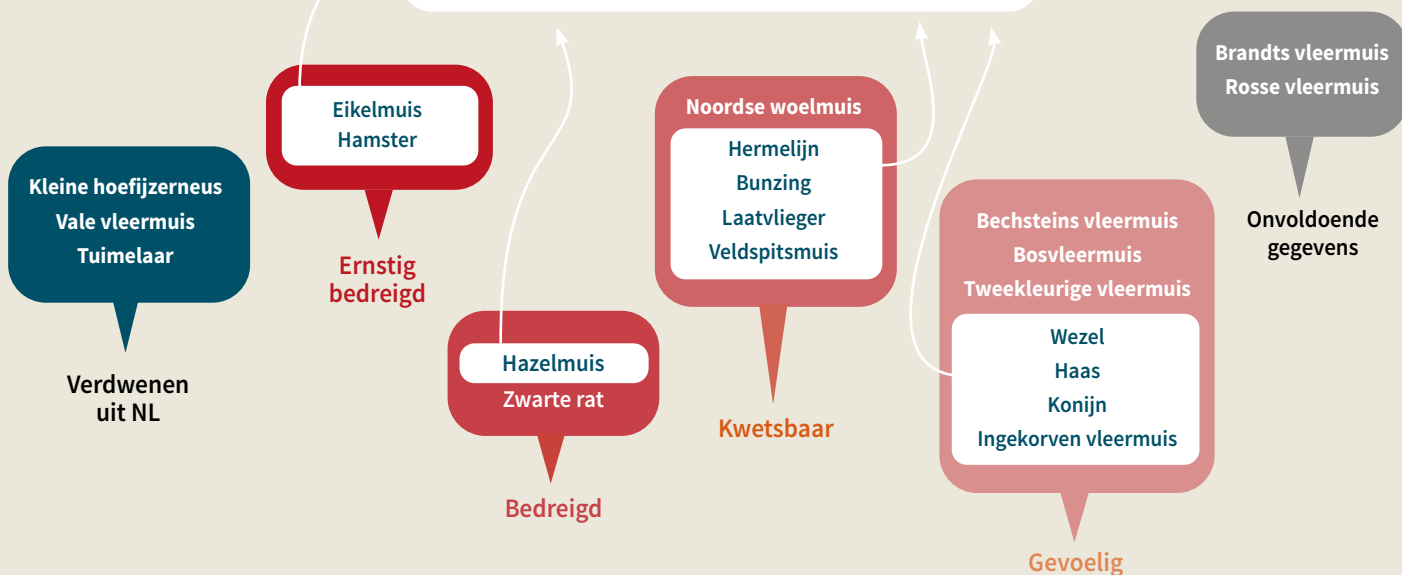 Kleine hoefijzerneus
Vale vleermuis
Tuimelaar
Verdwenen
uit NL
Eikelmuis
Hamster
Ernstig
bedreigd
Hazelmuis
Zwarte rat
Bedreigd
Noordse woelmuis
Hermelijn
Bunzing
Laatvlieger
Veldspitsmuis
Kwetsbaar
Bechsteins vleermuis
Bosvleermuis
Tweekleurige vleermuis
Wezel
Haas
Konijn
Ingekorven vleermuis
Gevoelig
Brandts vleermuis
Rosse vleermuis
Onvoldoende
gegevens